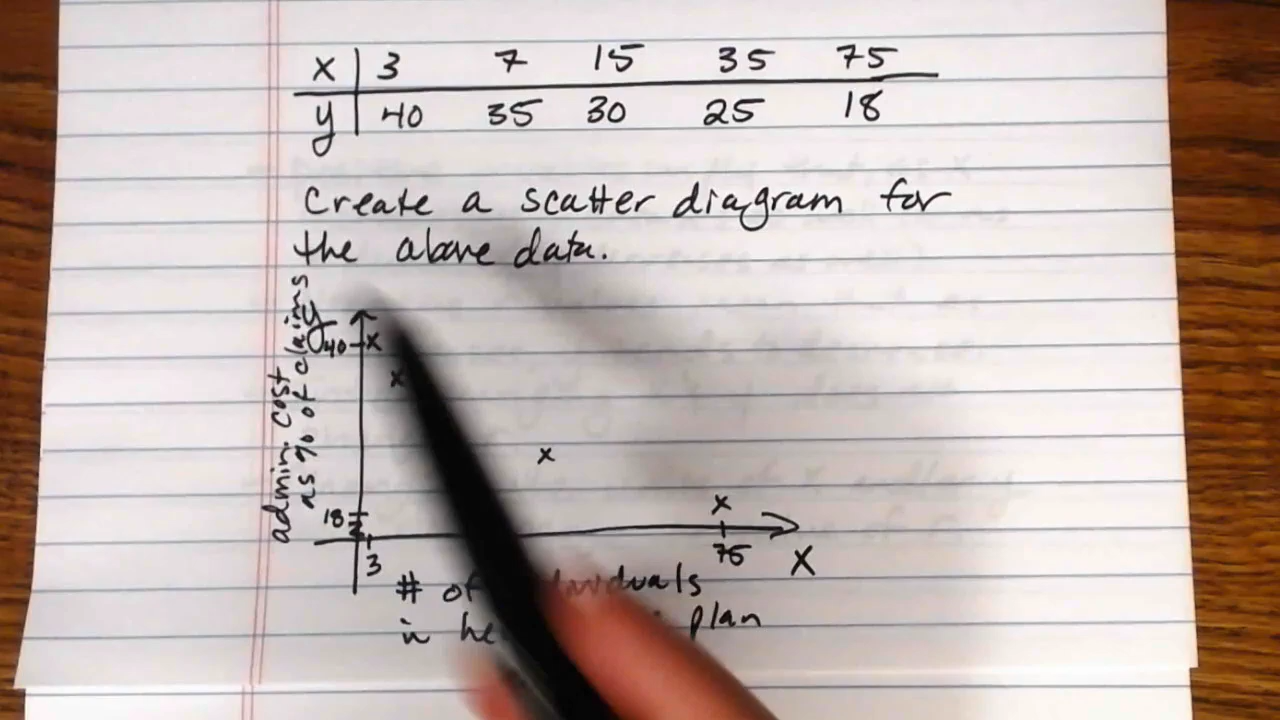 x 3 7 15 35 75
y 40 35 30 25 18
Create a scatter diagram for
the above data.
admin. cost
as % of claims
y
40
18
3
75
x
# of
in plan